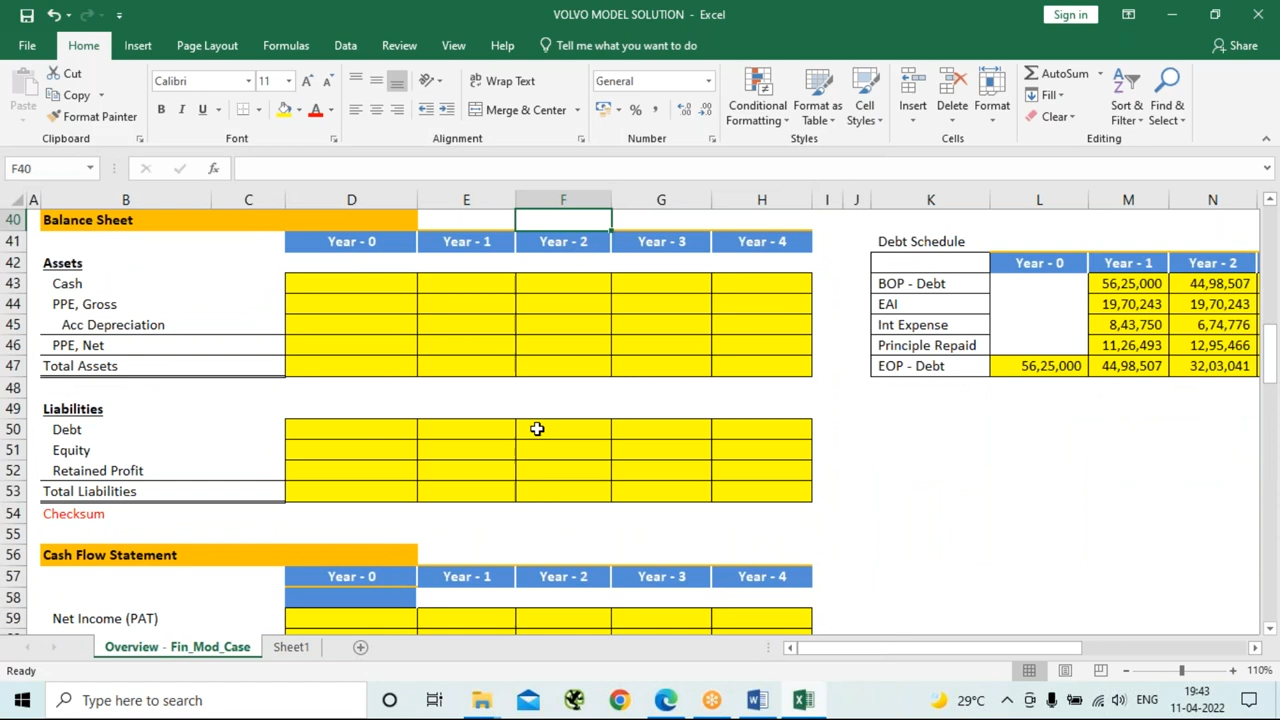 VOLVO MODEL SOLUTION - Excel
Sign in
File Home Insert Page Layout Formulas Data Review View Help Tell me what you want to do Share
Paste
Cut
Copy
Format Painter
Clipboard
Calibri 11
B I U
Font
Wrap Text
Merge & Center
Alignment
General
Number
Conditional Formatting
Format as Table
Cell Styles
Styles
Insert
Delete
Format
Cells
AutoSum
Fill
Clear
Sort & Filter
Find & Select
Editing
F40 fx
A B C D E F G H I J K L M N
40 Balance Sheet
41 Year - 0 Year - 1 Year - 2 Year - 3 Year - 4 Debt Schedule
42 Assets Year - 0 Year - 1 Year - 2
43 Cash BOP - Debt 56,25,000 44,98,507
44 PPE, Gross EAI 19,70,243 19,70,243
45 Acc Depreciation Int Expense 8,43,750 6,74,776
46 PPE, Net Principle Repaid 11,26,493 12,95,466
47 Total Assets EOP - Debt 56,25,000 44,98,507 32,03,041
48
49 Liabilities
50 Debt
51 Equity
52 Retained Profit
53 Total Liabilities
54 Checksum
55
56 Cash Flow Statement
57 Year - 0 Year - 1 Year - 2 Year - 3 Year - 4
58
59 Net Income (PAT)
Overview - Fin_Mod_Case Sheet1
Ready 110%
Type here to search
29°C ENG
19:43
11-04-2022